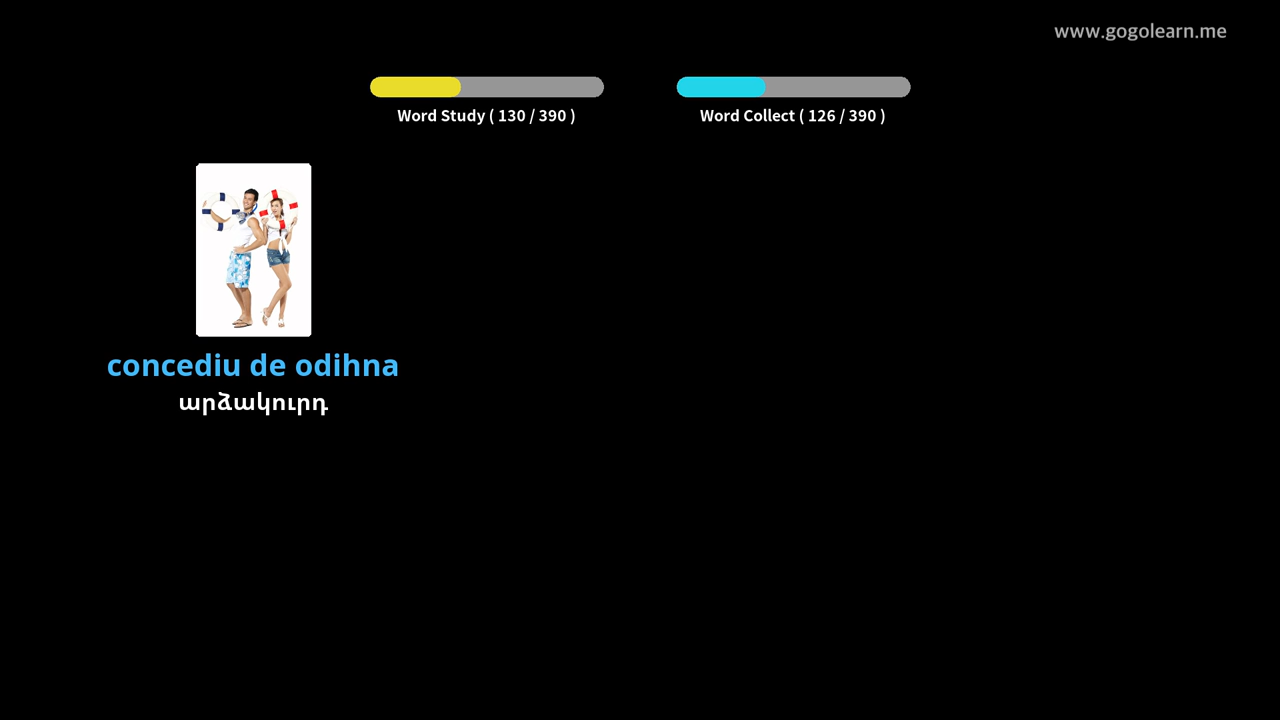 www.gogolearn.me
Word Study ( 130 / 390 )
Word Collect ( 126 / 390 )
concediu de odihna
արձակուրդ